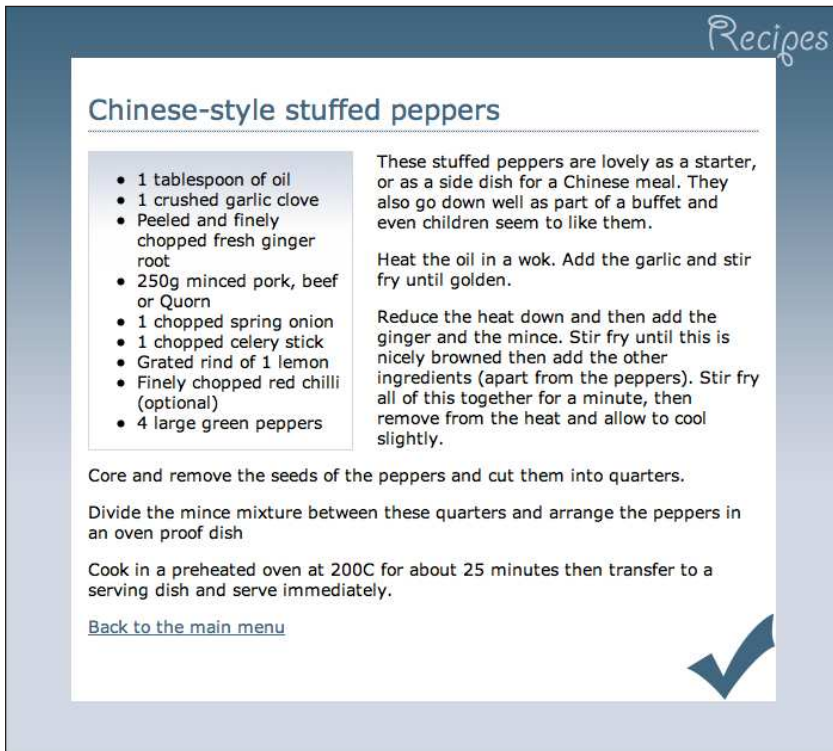 Recipes
Chinese-style stuffed peppers
• 1 tablespoon of oil
• 1 crushed garlic clove
• Peeled and finely
chopped fresh ginger
root
• 250g minced pork, beef
or Quorn
• 1 chopped spring onion
• 1 chopped celery stick
• Grated rind of 1 lemon
• Finely chopped red chilli
(optional)
• 4 large green peppers
These stuffed peppers are lovely as a starter,
or as a side dish for a Chinese meal. They
also go down well as part of a buffet and
even children seem to like them.
Heat the oil in a wok. Add the garlic and stir
fry until golden.
Reduce the heat down and then add the
ginger and the mince. Stir fry until this is
nicely browned then add the other
ingredients (apart from the peppers). Stir fry
all of this together for a minute, then
remove from the heat and allow to cool
slightly.
Core and remove the seeds of the peppers and cut them into quarters.
Divide the mince mixture between these quarters and arrange the peppers in
an oven proof dish
Cook in a preheated oven at 200C for about 25 minutes then transfer to a
serving dish and serve immediately.
Back to the main menu